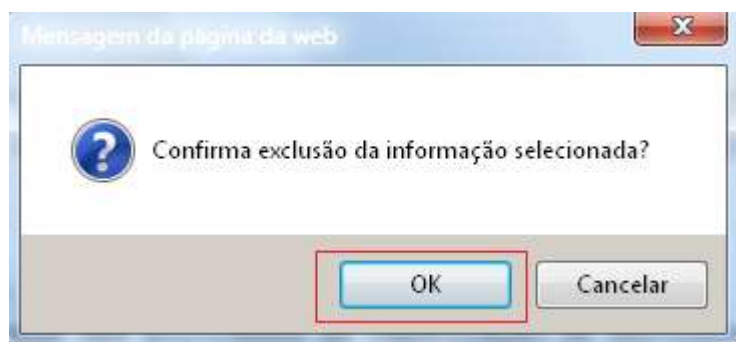 Mensagem da página da web
Confirma exclusão da informação selecionada?
OK
Cancelar